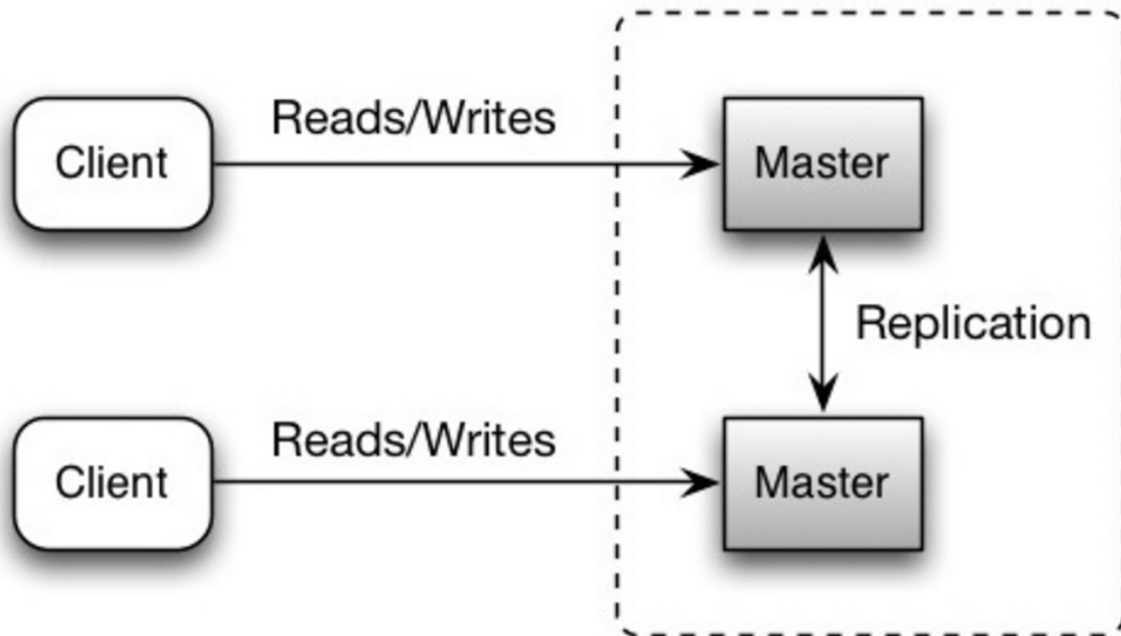 Reads/Writes
Client
Master
Replication
Reads/Writes
Client
Master